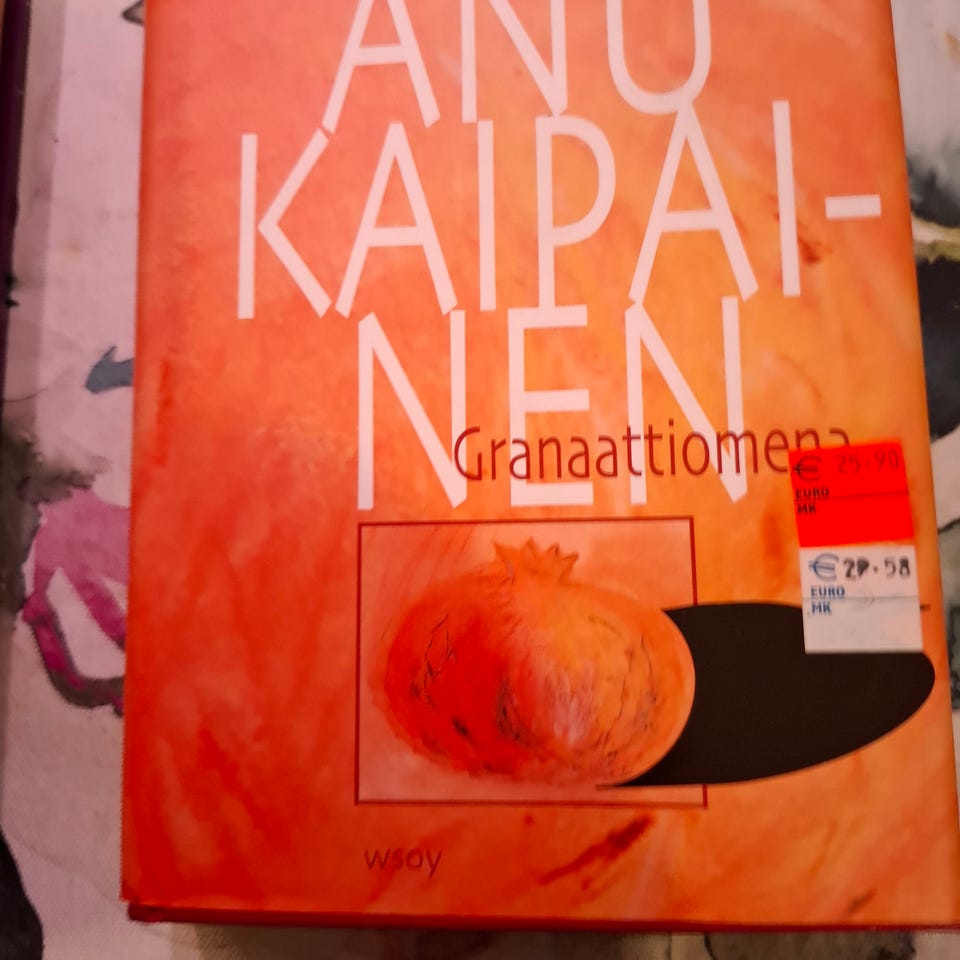 ANU
KAIPAI-
NEN
Granaattiomena
€ 25.90
EURO
MK
€ 29.58
EURO
.MK
wsoy